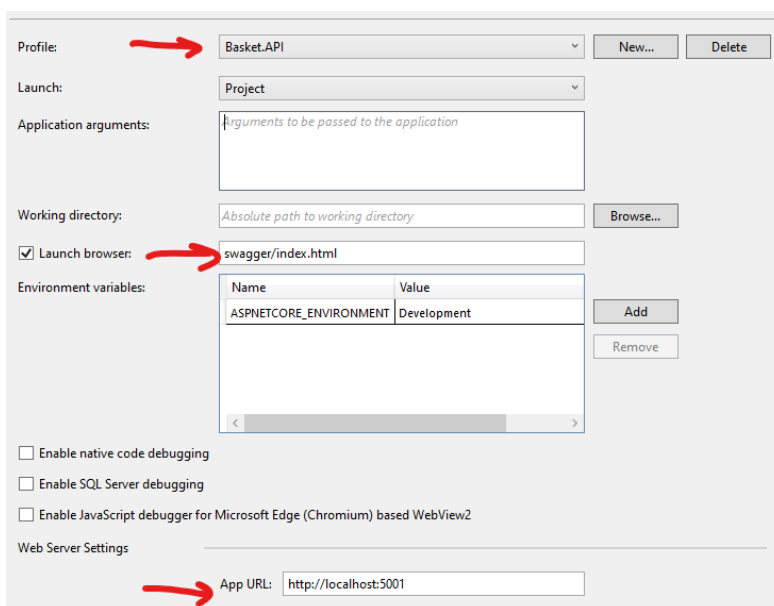 Profile: Basket.API New... Delete
Launch: Project
Application arguments: Arguments to be passed to the application
Working directory: Absolute path to working directory Browse...
Launch browser: swagger/index.html
Environment variables: Name Value
ASPNETCORE_ENVIRONMENT Development Add
Remove
Enable native code debugging
Enable SQL Server debugging
Enable JavaScript debugger for Microsoft Edge (Chromium) based WebView2
Web Server Settings
App URL: http://localhost:5001